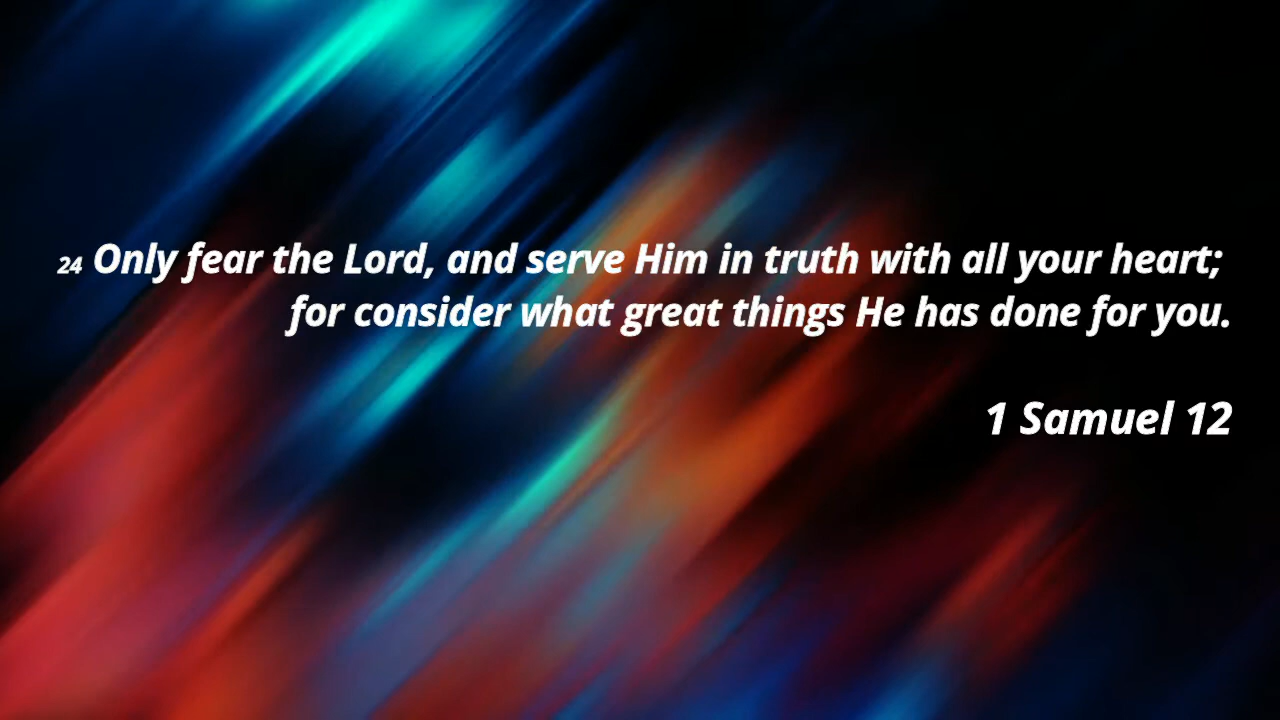 24 Only fear the Lord, and serve Him in truth with all your heart;
for consider what great things He has done for you.
1 Samuel 12